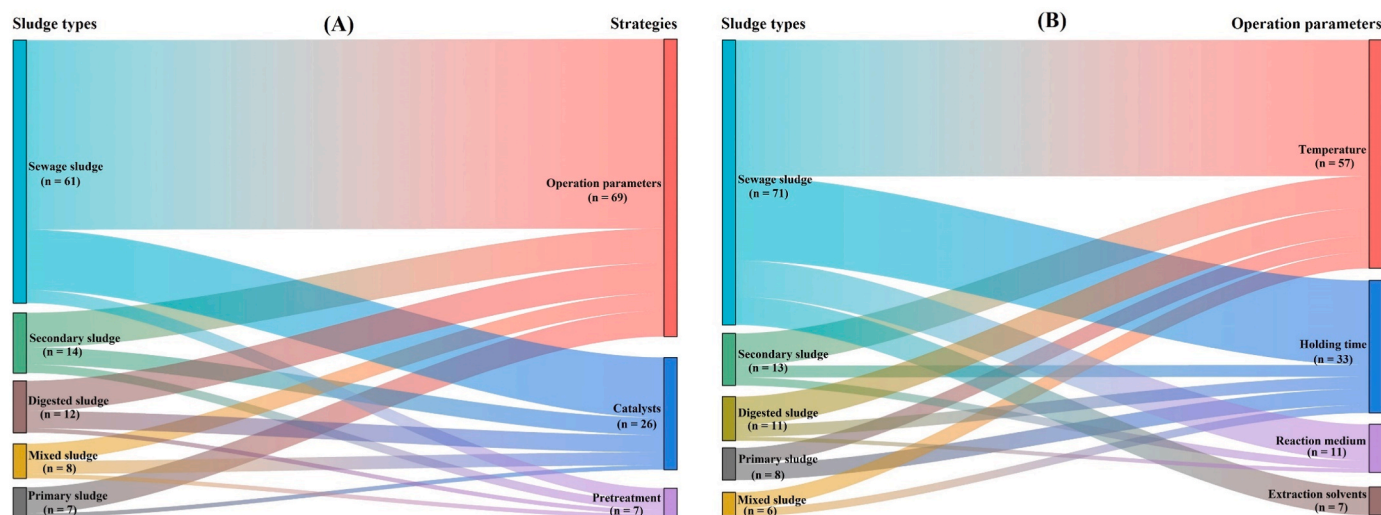 (A)
Sludge types
Strategies
Sewage sludge
(n = 61)
Operation parameters
(n = 69)
Secondary sludge
(n = 14)
Digested sludge
(n = 12)
Catalysts
(n = 26)
Mixed sludge
(n = 8)
Primary sludge
(n = 7)
Pretreatment
(n = 7)
(B)
Sludge types
Operation parameters
Temperature
(n = 57)
Sewage sludge
(n = 71)
Holding time
(n = 33)
Secondary sludge
(n = 13)
Digested sludge
(n = 11)
Reaction medium
(n = 11)
Primary sludge
(n = 8)
Mixed sludge
(n = 6)
Extraction solvents
(n = 7)